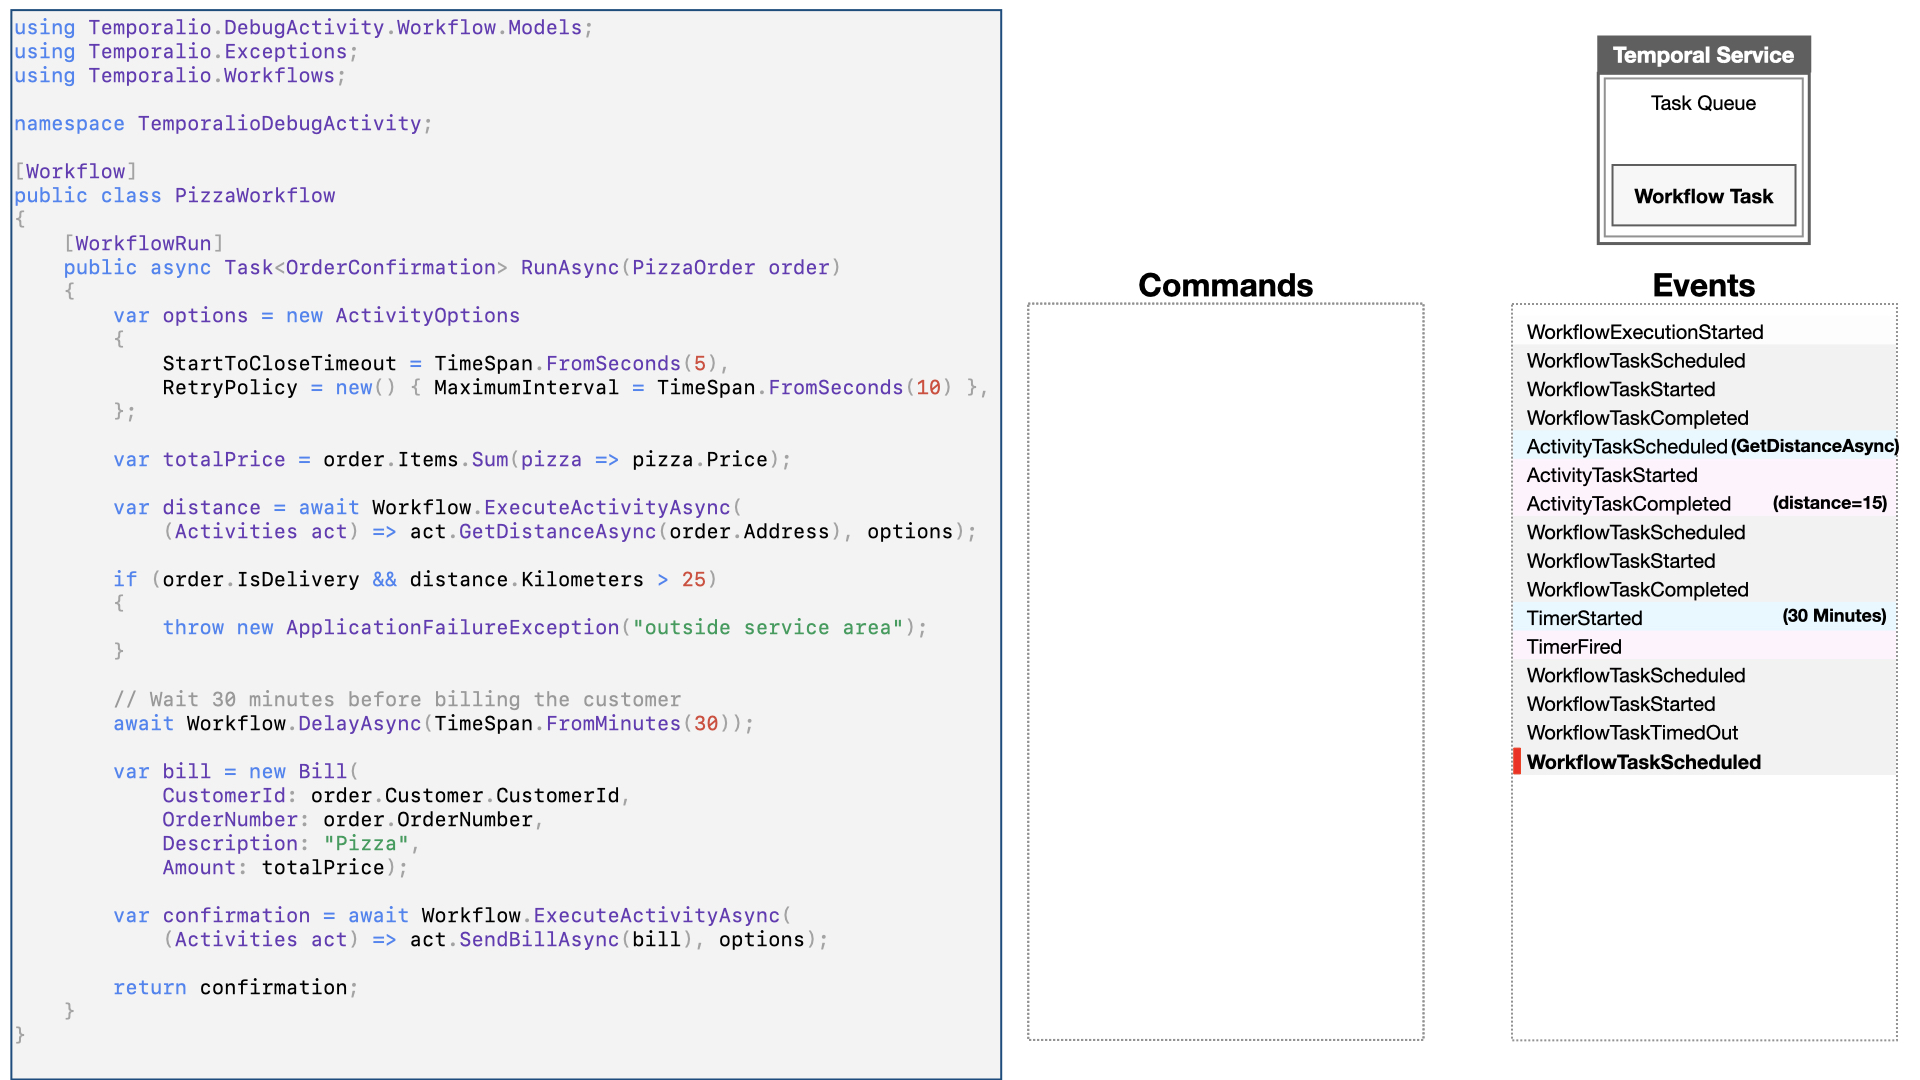 using Temporalio.DebugActivity.Workflow.Models;
using Temporalio.Exceptions;
using Temporalio.Workflows;
namespace TemporalioDebugActivity;
[Workflow]
public class PizzaWorkflow
{
    [WorkflowRun]
    public async Task<OrderConfirmation> RunAsync(PizzaOrder order)
    {
        var options = new ActivityOptions
        {
            StartToCloseTimeout = TimeSpan.FromSeconds(5),
            RetryPolicy = new() { MaximumInterval = TimeSpan.FromSeconds(10) },
        };
        var totalPrice = order.Items.Sum(pizza => pizza.Price);
        var distance = await Workflow.ExecuteActivityAsync(
            (Activities act) => act.GetDistanceAsync(order.Address), options);
        if (order.IsDelivery && distance.Kilometers > 25)
        {
            throw new ApplicationFailureException("outside service area");
        }
        // Wait 30 minutes before billing the customer
        await Workflow.DelayAsync(TimeSpan.FromMinutes(30));
        var bill = new Bill(
            CustomerId: order.Customer.CustomerId,
            OrderNumber: order.OrderNumber,
            Description: "Pizza",
            Amount: totalPrice);
        var confirmation = await Workflow.ExecuteActivityAsync(
            (Activities act) => act.SendBillAsync(bill), options);
        return confirmation;
    }
}
Commands
Temporal Service
Task Queue
Workflow Task
Events
WorkflowExecutionStarted
WorkflowTaskScheduled
WorkflowTaskStarted
WorkflowTaskCompleted
ActivityTaskScheduled (GetDistanceAsync)
ActivityTaskStarted
ActivityTaskCompleted (distance=15)
WorkflowTaskScheduled
WorkflowTaskStarted
WorkflowTaskCompleted
TimerStarted (30 Minutes)
TimerFired
WorkflowTaskScheduled
WorkflowTaskStarted
WorkflowTaskTimedOut
WorkflowTaskScheduled